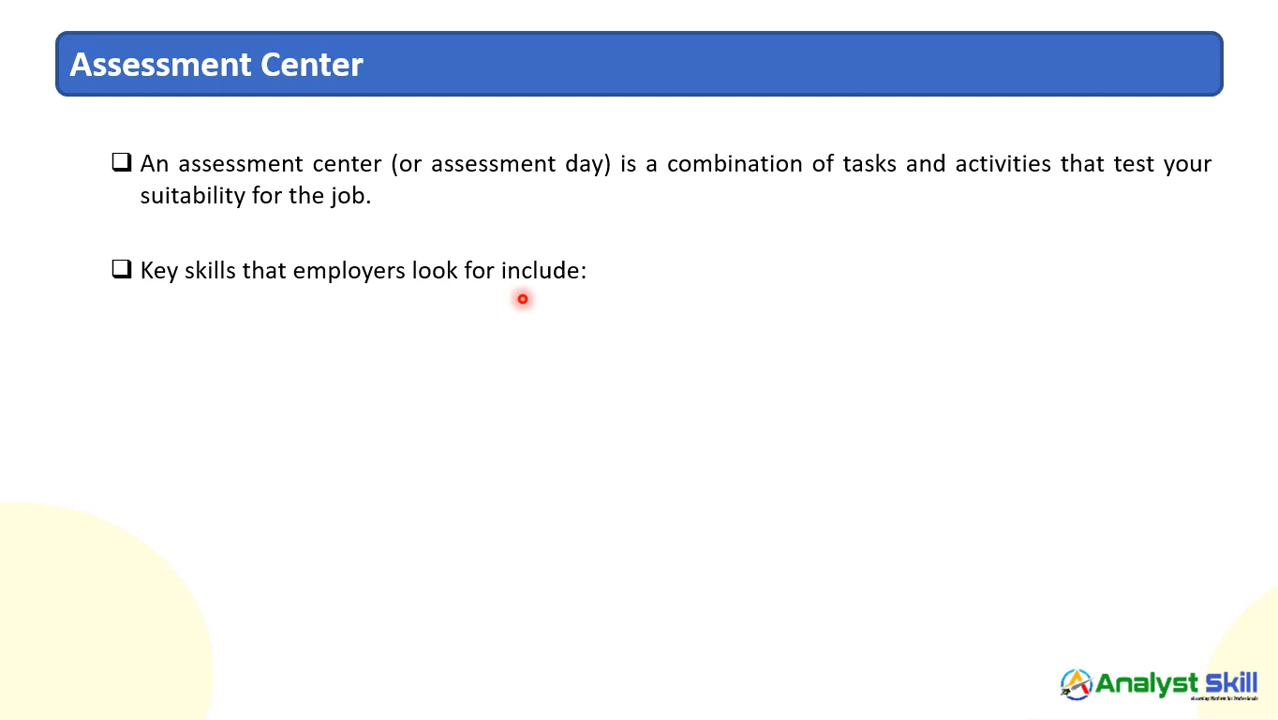 Assessment Center
An assessment center (or assessment day) is a combination of tasks and activities that test your
suitability for the job.
Key skills that employers look for include:
Analyst Skill